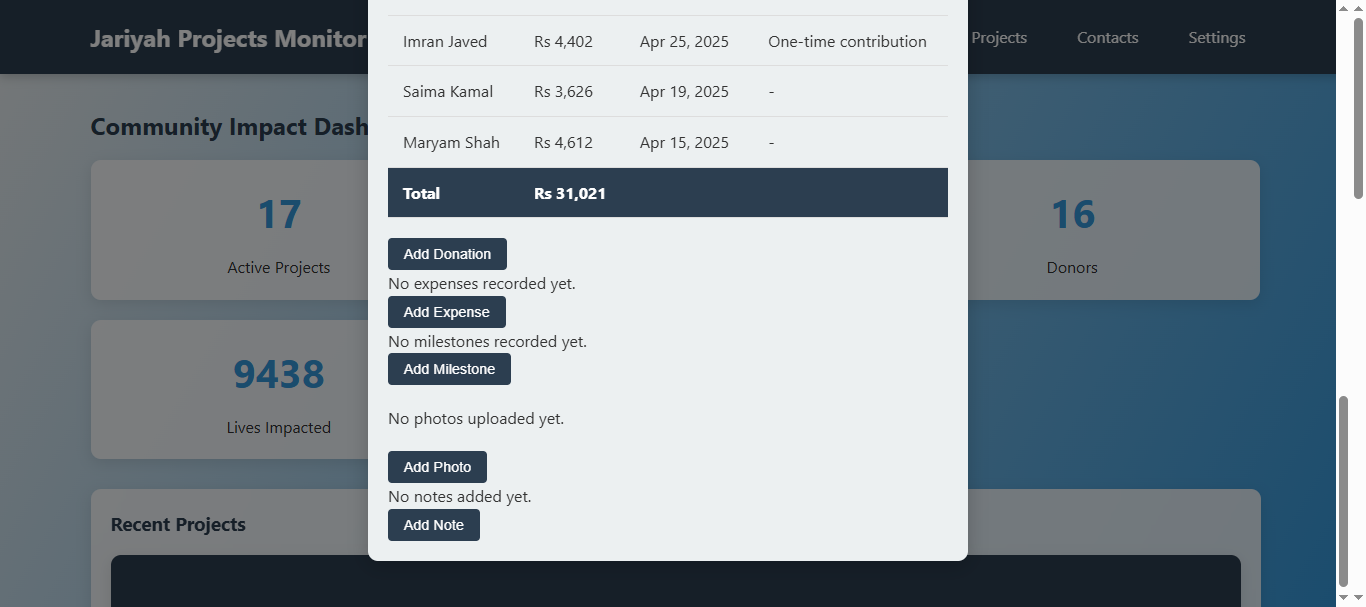 Jariyah Projects Monitor
Projects Contacts Settings
Imran Javed Rs 4,402 Apr 25, 2025 One-time contribution
Saima Kamal Rs 3,626 Apr 19, 2025 -
Maryam Shah Rs 4,612 Apr 15, 2025 -
Total Rs 31,021
Add Donation
No expenses recorded yet.
Add Expense
No milestones recorded yet.
Add Milestone
No photos uploaded yet.
Add Photo
No notes added yet.
Add Note
Community Impact Dash
17
Active Projects
16
Donors
9438
Lives Impacted
Recent Projects